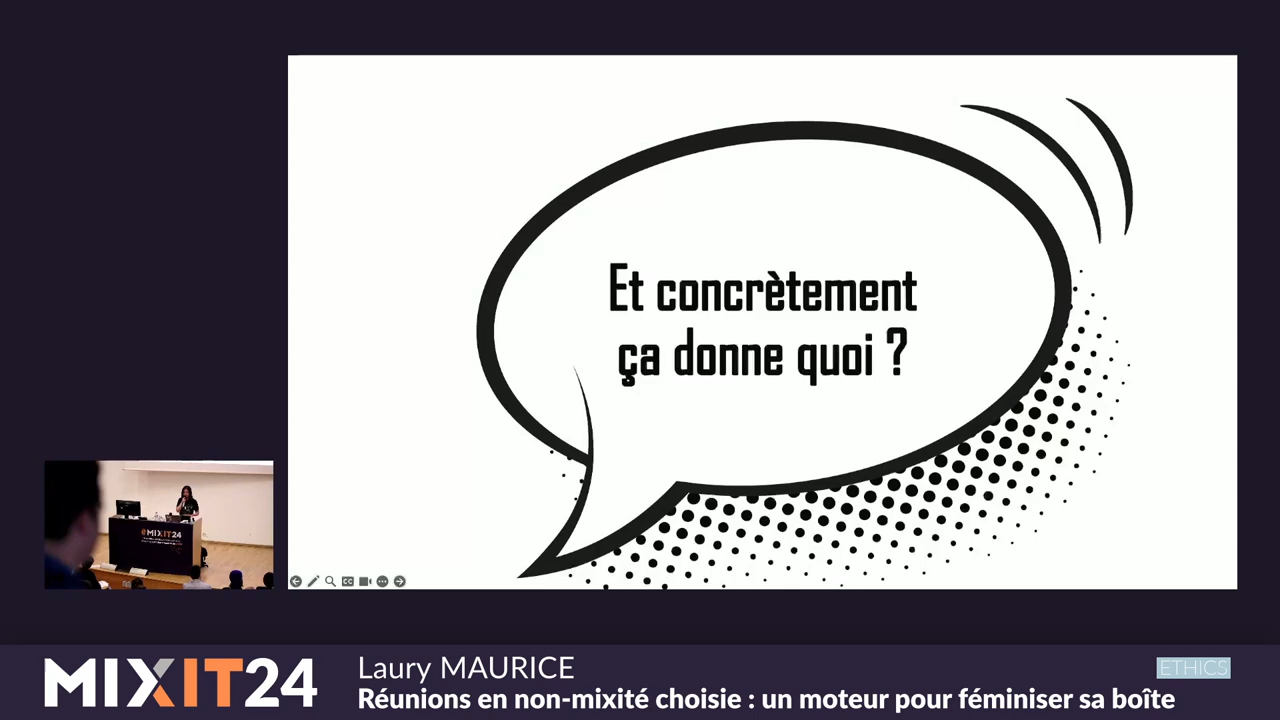 Et concrètement
ça donne quoi ?
#MIXIT24
MIXIT24
Laury MAURICE
ETHICS
Réunions en non-mixité choisie : un moteur pour féminiser sa boîte